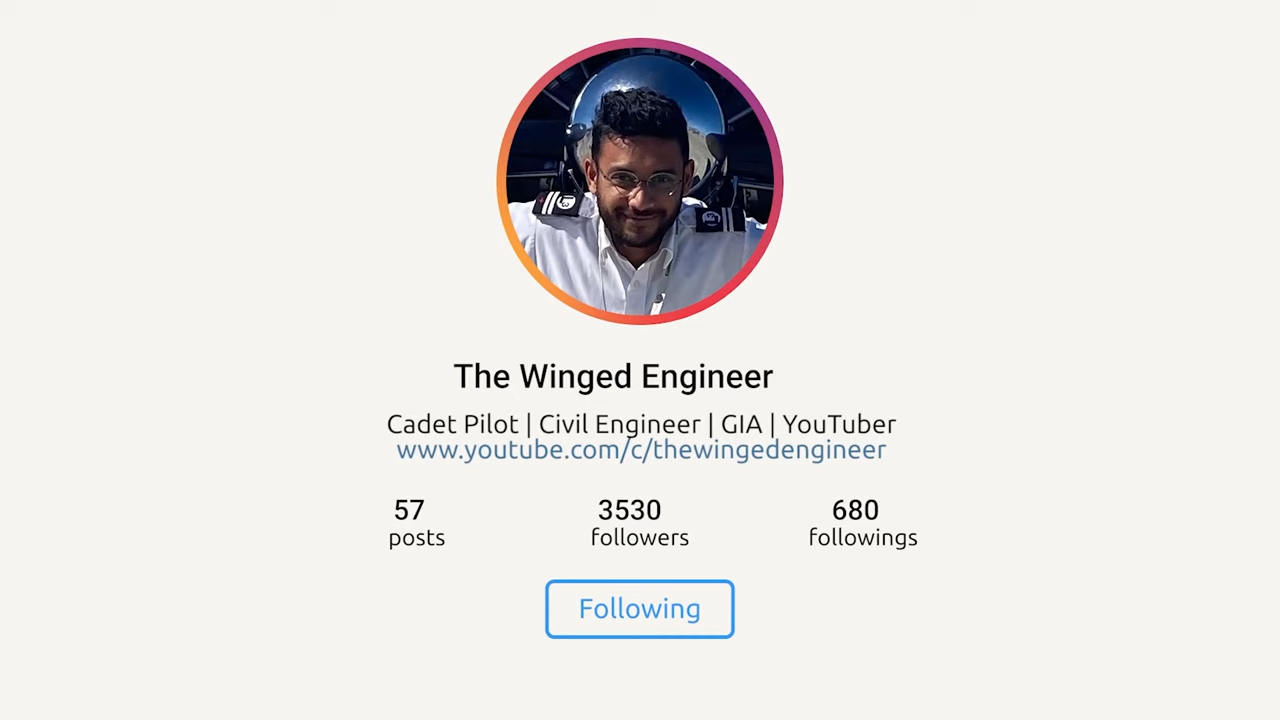 The Winged Engineer
Cadet Pilot | Civil Engineer | GIA | YouTuber
www.youtube.com/c/thewingedengineer
57 3530 680
posts followers followings
Following